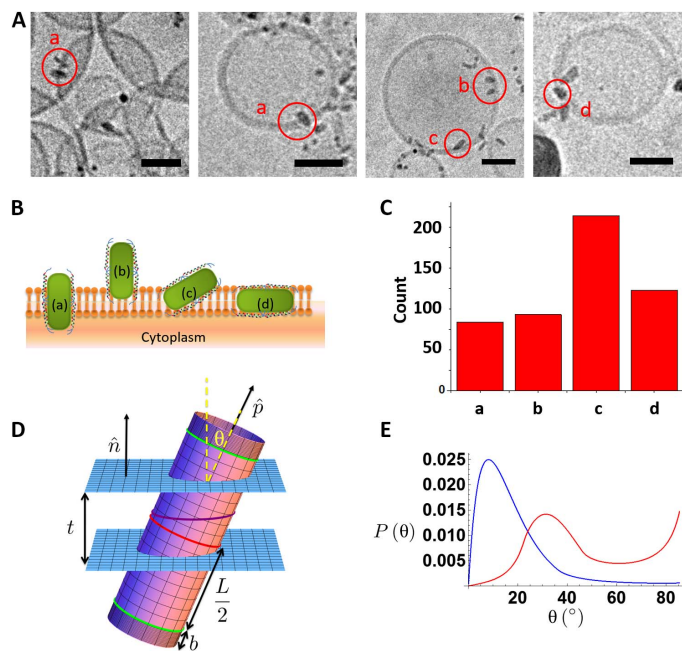 A
a
a
b
c
d
B
(a)
(b)
(c)
(d)
Cytoplasm
C
Count
200
150
100
50
0
a b c d
D
n̂
p̂
θ
t
L/2
b
E
P(θ)
0.025
0.020
0.015
0.010
0.005
20 40 60 80
θ(°)